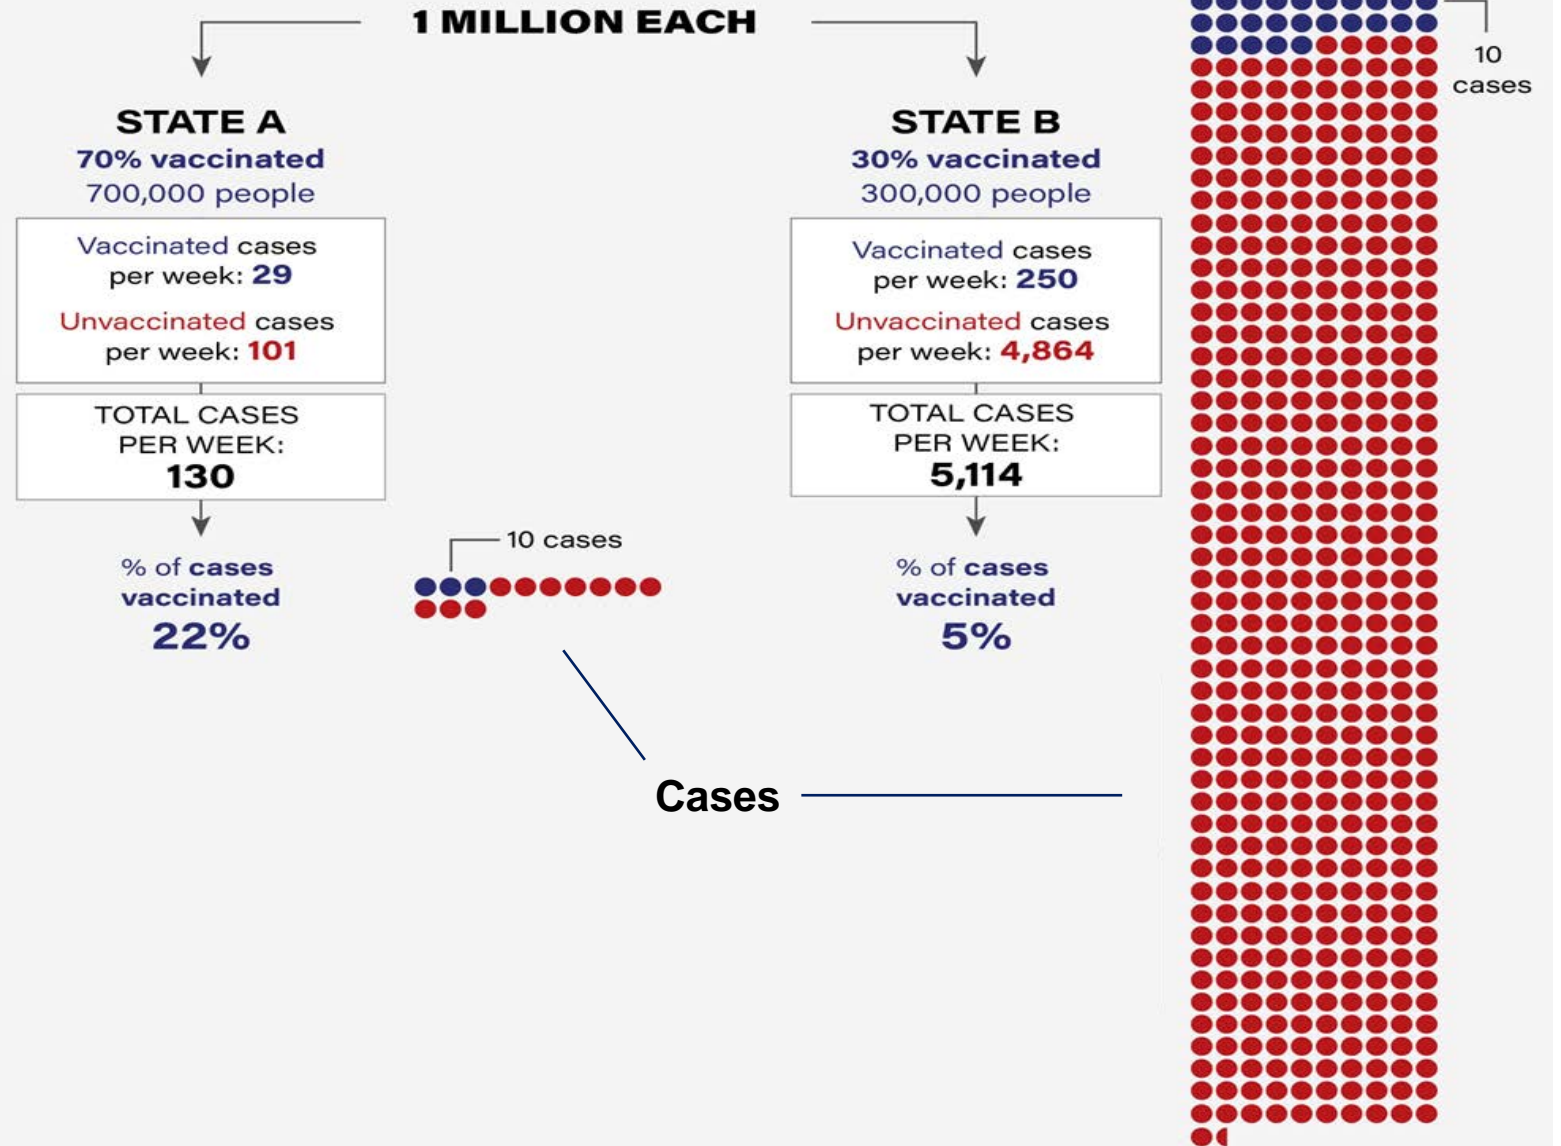 1 MILLION EACH
STATE A
70% vaccinated
700,000 people
Vaccinated cases
per week: 29
Unvaccinated cases
per week: 101
TOTAL CASES
PER WEEK:
130
% of cases
vaccinated
22%
10 cases
STATE B
30% vaccinated
300,000 people
Vaccinated cases
per week: 250
Unvaccinated cases
per week: 4,864
TOTAL CASES
PER WEEK:
5,114
% of cases
vaccinated
5%
10
cases
Cases